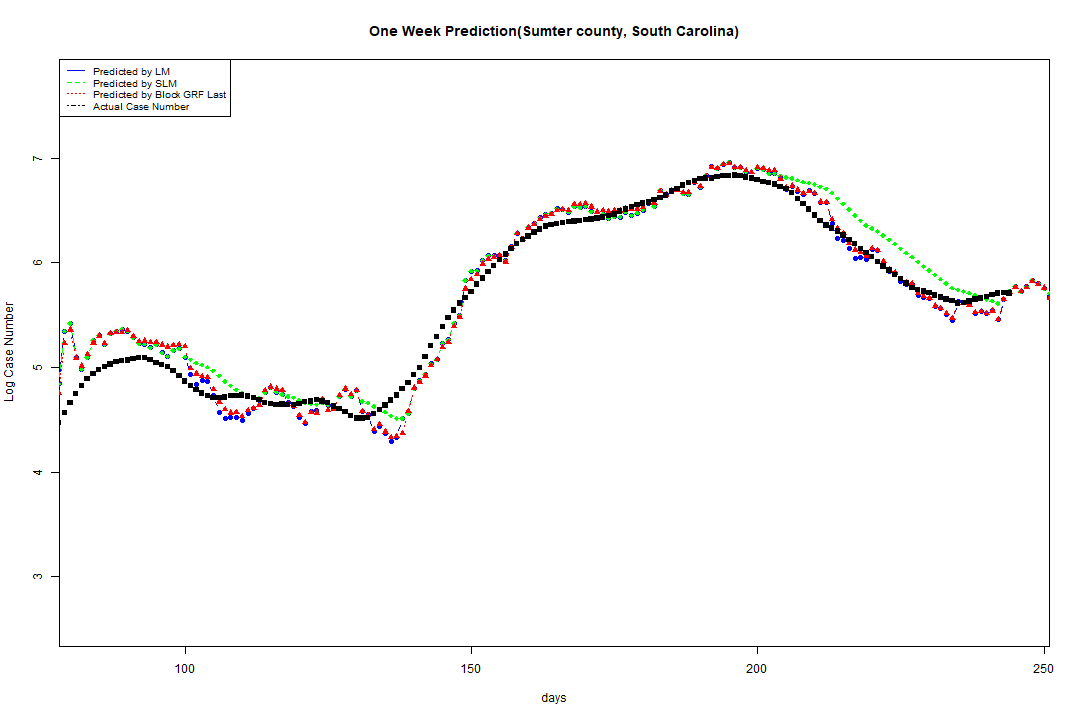 One Week Prediction(Sumter county, South Carolina)
Predicted by LM
Predicted by SLM
Predicted by Block GRF Last
Actual Case Number
Log Case Number
7
6
5
4
3
100 150 200 250
days